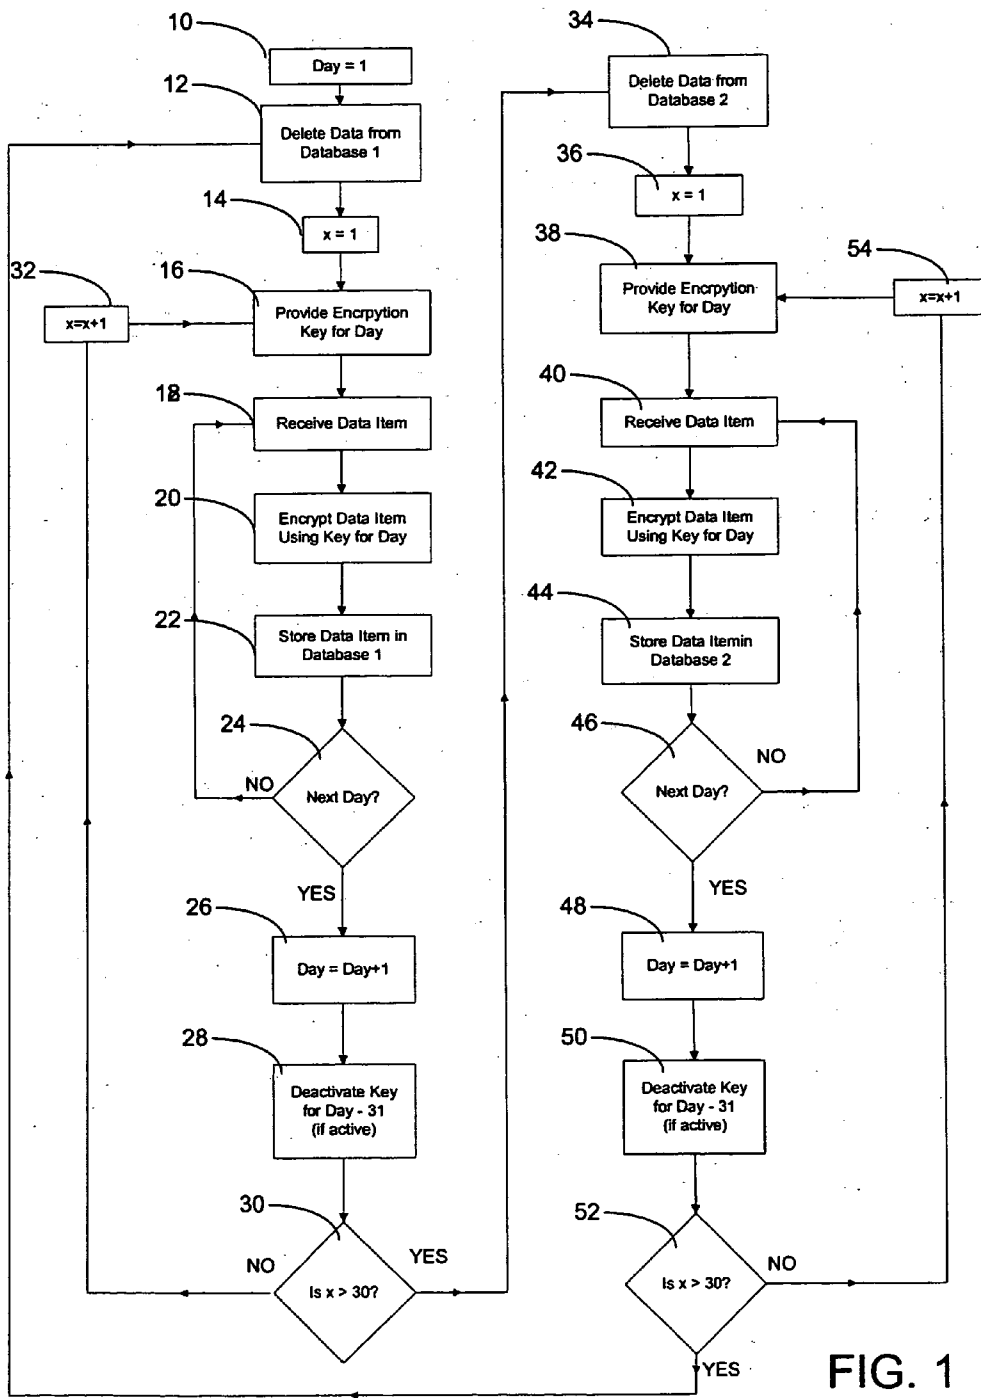 10
Day = 1
12
Delete Data from
Database 1
14
x = 1
32
x=x+1
16
Provide Encrpytion
Key for Day
18
Receive Data Item
20
Encrypt Data Item
Using Key for Day
22
Store Data Item in
Database 1
24
NO
Next Day?
YES
26
Day = Day+1
28
Deactivate Key
for Day - 31
(if active)
30
NO
YES
Is x > 30?
34
Delete Data from
Database 2
36
x = 1
38
Provide Encrpytion
Key for Day
54
x=x+1
40
Receive Data Item
42
Encrypt Data Item
Using Key for Day
44
Store Data Itemin
Database 2
46
NO
Next Day?
YES
48
Day = Day+1
50
Deactivate Key
for Day - 31
(if active)
52
NO
Is x > 30?
YES
FIG. 1